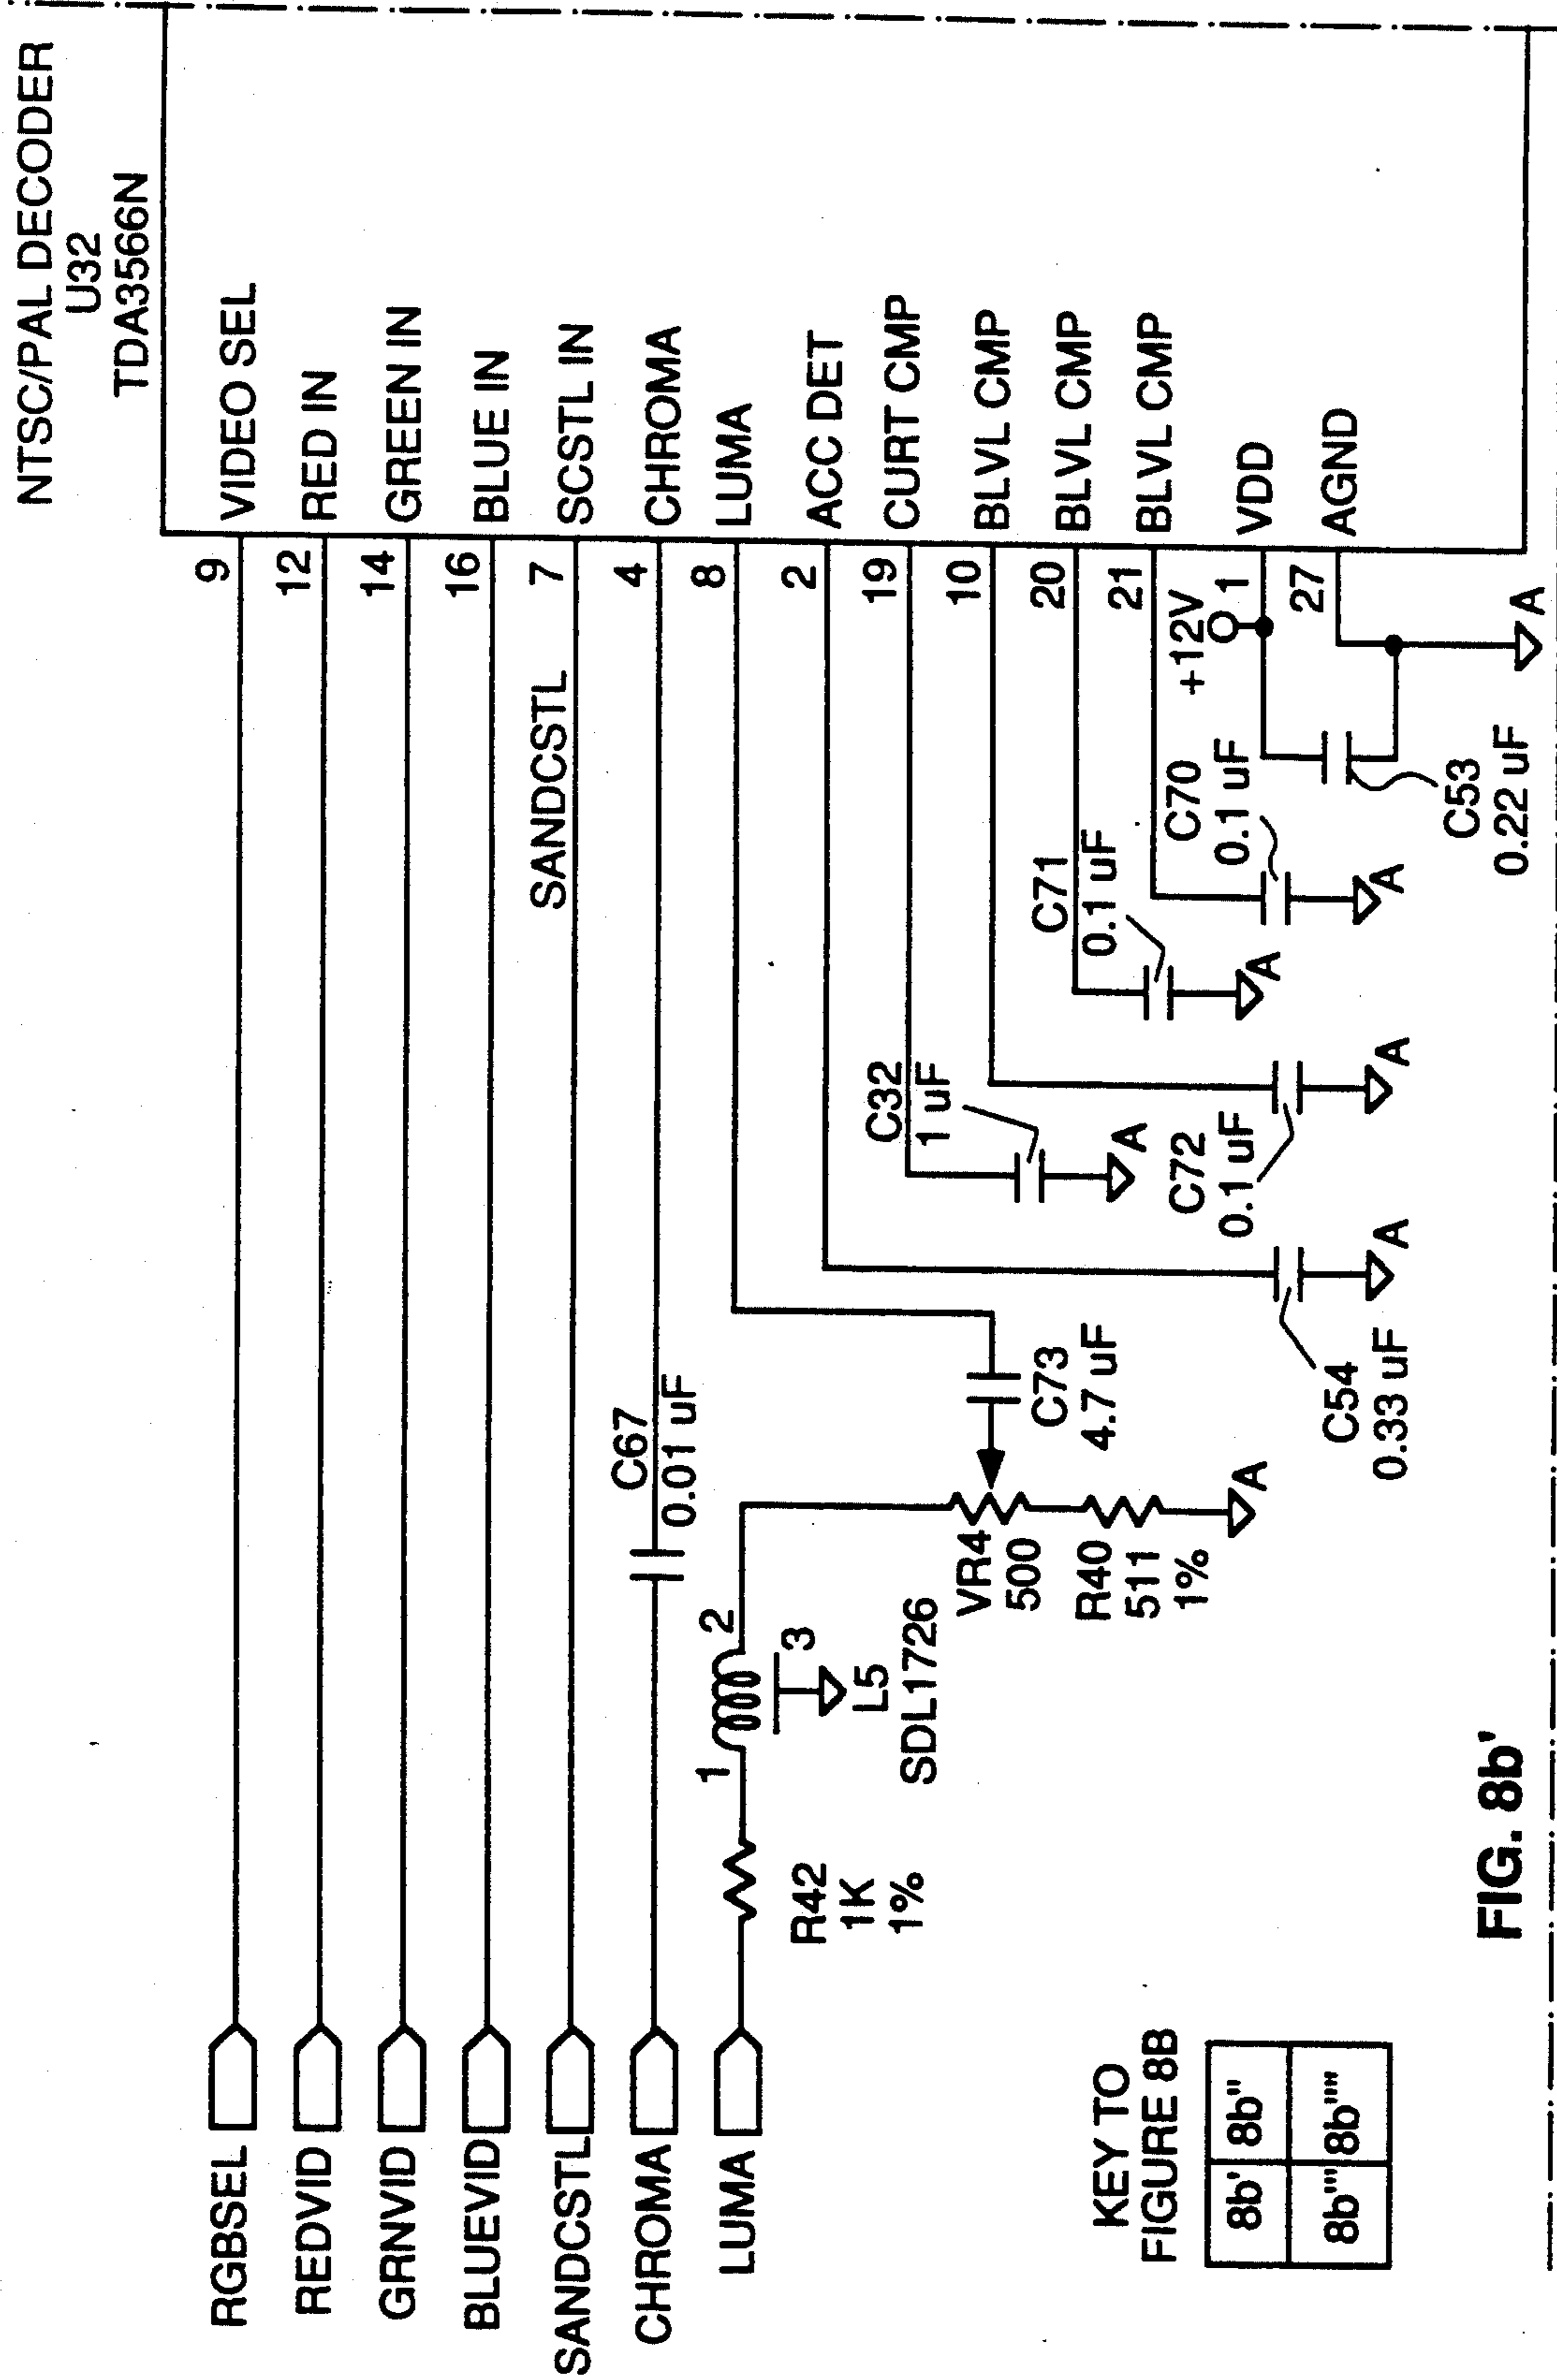 NTSC/PAL DECODER
U32
TDA3566N
RGBSEL
9
VIDEO SEL
REDVID
12
RED IN
GRNVID
14
GREEN IN
BLUEVID
16
BLUE IN
SANDCSTL
SANDCSTL
7
SCSTL IN
CHROMA
C67
0.01 uF
4
CHROMA
LUMA
R42
1K
1%
1
2
3
L5
SDL1726
8
LUMA
VR4
500
R40
511
1%
A
C73
4.7 uF
2
ACC DET
C54
0.33 uF
A
19
CURT CMP
C32
1 uF
A
10
BLVL CMP
C72
0.1 uF
A
20
BLVL CMP
C71
0.1 uF
A
21
BLVL CMP
C70
0.1 uF
A
+12V
1
VDD
27
AGND
C53
0.22 uF
A
KEY TO
FIGURE 8B
8b' 8b"
8b"' 8b""
FIG. 8b'